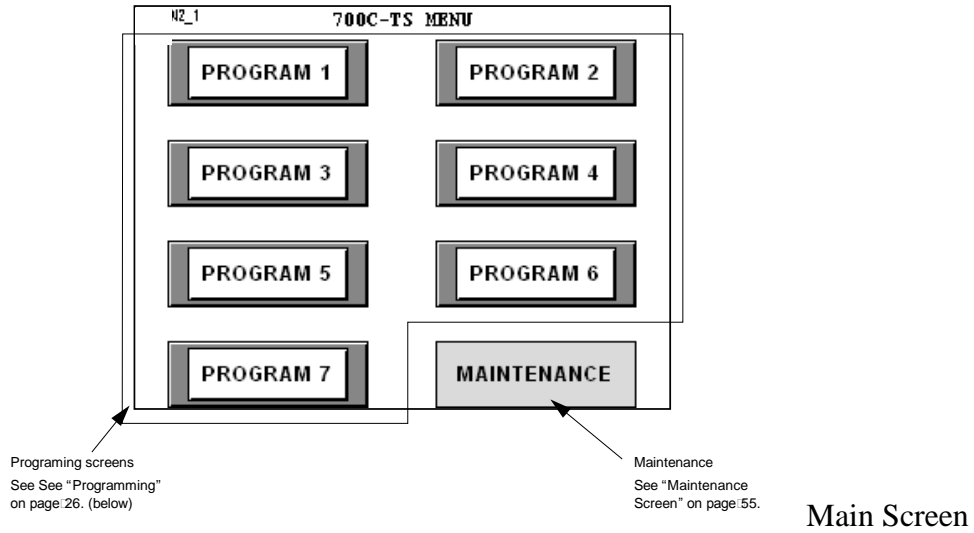 N2_1 700C-TS MENU
PROGRAM 1 PROGRAM 2
PROGRAM 3 PROGRAM 4
PROGRAM 5 PROGRAM 6
PROGRAM 7 MAINTENANCE
Programing screens
See See “Programming”
on page 26. (below)
Maintenance
See “Maintenance
Screen” on page 55.
Main Screen